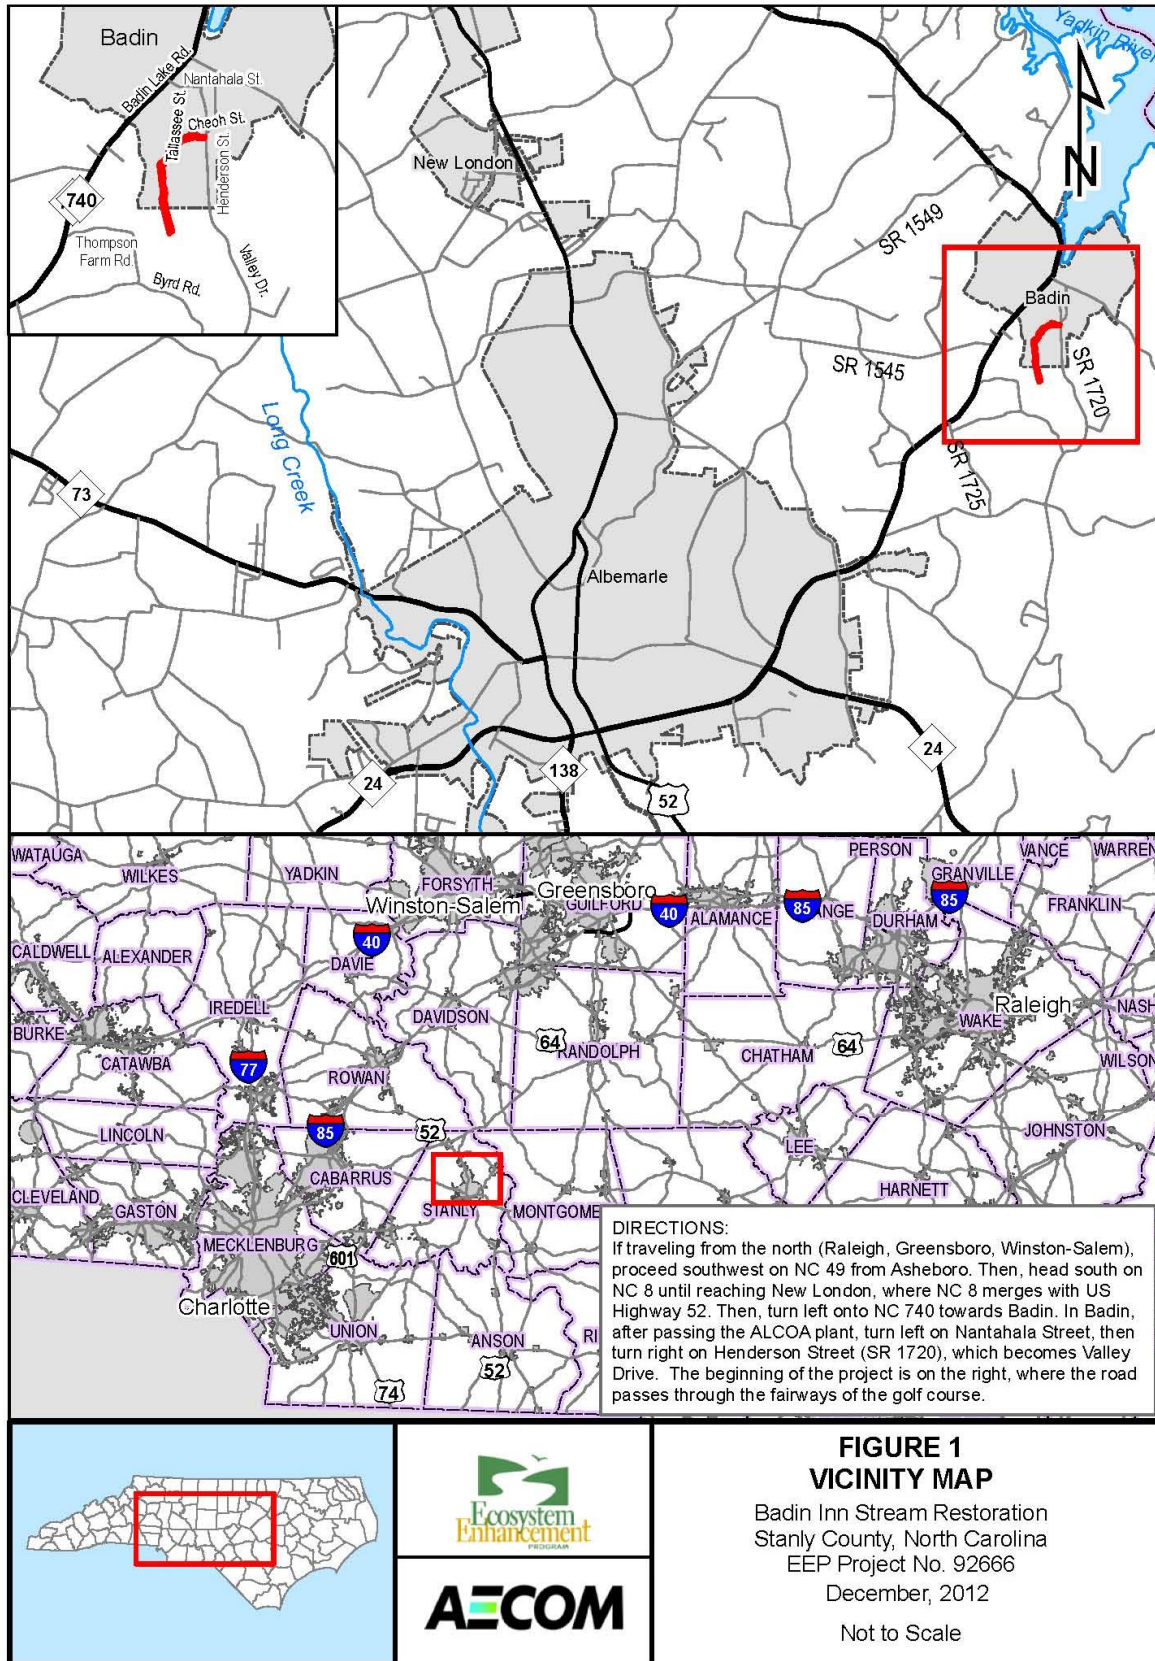 Badin
Badin Lake Rd.
Nantahala St.
Tallassee St.
Cheoh St.
Henderson St.
740
Thompson
Farm Rd.
Byrd Rd.
Valley Dr.
Yadkin River
N
New London
SR 1549
Badin
SR 1545
SR 1720
SR 1725
Long Creek
73
Albemarle
24
138
52
24
WATAUGA
WILKES
YADKIN
FORSYTH
Winston-Salem
Greensboro
GUILFORD
40
ALAMANCE
85
ANGE
PERSON
DURHAM
GRANVILLE
85
VANCE
WARREN
FRANKLIN
CALDWELL
ALEXANDER
40
DAVIE
IREDELL
DAVIDSON
Raleigh
WAKE
NASH
BURKE
CATAWBA
77
ROWAN
64
RANDOLPH
CHATHAM
64
WILSON
LINCOLN
85
52
LEE
JOHNSTON
CLEVELAND
GASTON
CABARRUS
STANLY
MONTGOME
HARNETT
MECKLENBURG
601
Charlotte
UNION
ANSON
RI
52
74
DIRECTIONS:
If traveling from the north (Raleigh, Greensboro, Winston-Salem),
proceed southwest on NC 49 from Asheboro. Then, head south on
NC 8 until reaching New London, where NC 8 merges with US
Highway 52. Then, turn left onto NC 740 towards Badin. In Badin,
after passing the ALCOA plant, turn left on Nantahala Street, then
turn right on Henderson Street (SR 1720), which becomes Valley
Drive. The beginning of the project is on the right, where the road
passes through the fairways of the golf course.
Ecosystem
Enhancement
PROGRAM
AECOM
FIGURE 1
VICINITY MAP
Badin Inn Stream Restoration
Stanly County, North Carolina
EEP Project No. 92666
December, 2012
Not to Scale